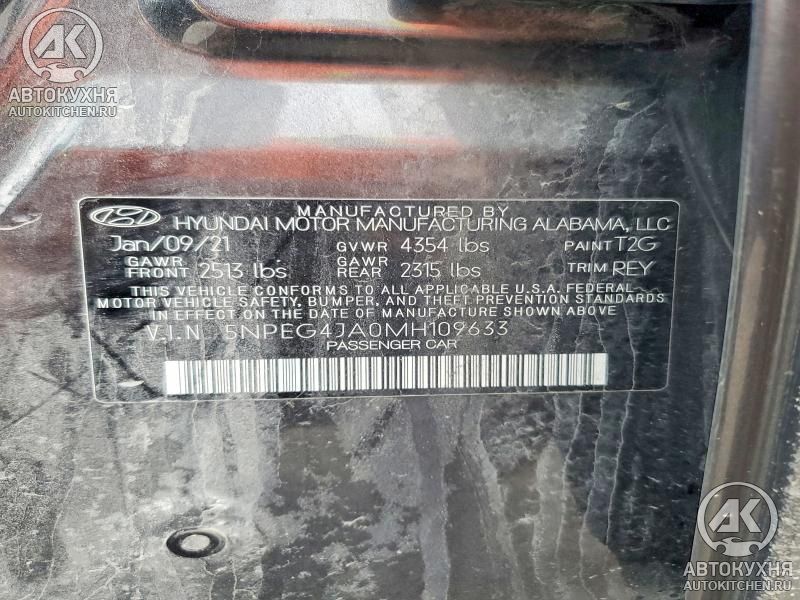 AK
АВТОКУХНЯ
AUTOKITCHEN.RU
MANUFACTURED BY
HYUNDAI MOTOR MANUFACTURING ALABAMA, LLC
Jan/09/21 GVWR 4354 lbs PAINT T2G
GAWR FRONT 2513 lbs GAWR REAR 2315 lbs TRIM REY
THIS VEHICLE CONFORMS TO ALL APPLICABLE U.S.A. FEDERAL
MOTOR VEHICLE SAFETY, BUMPER, AND THEFT PREVENTION STANDARDS
IN EFFECT ON THE DATE OF MANUFACTURE SHOWN ABOVE
V.I.N 5NPEG4JA0MH109633
PASSENGER CAR
AK
АВТОКУХНЯ
AUTOKITCHEN.RU